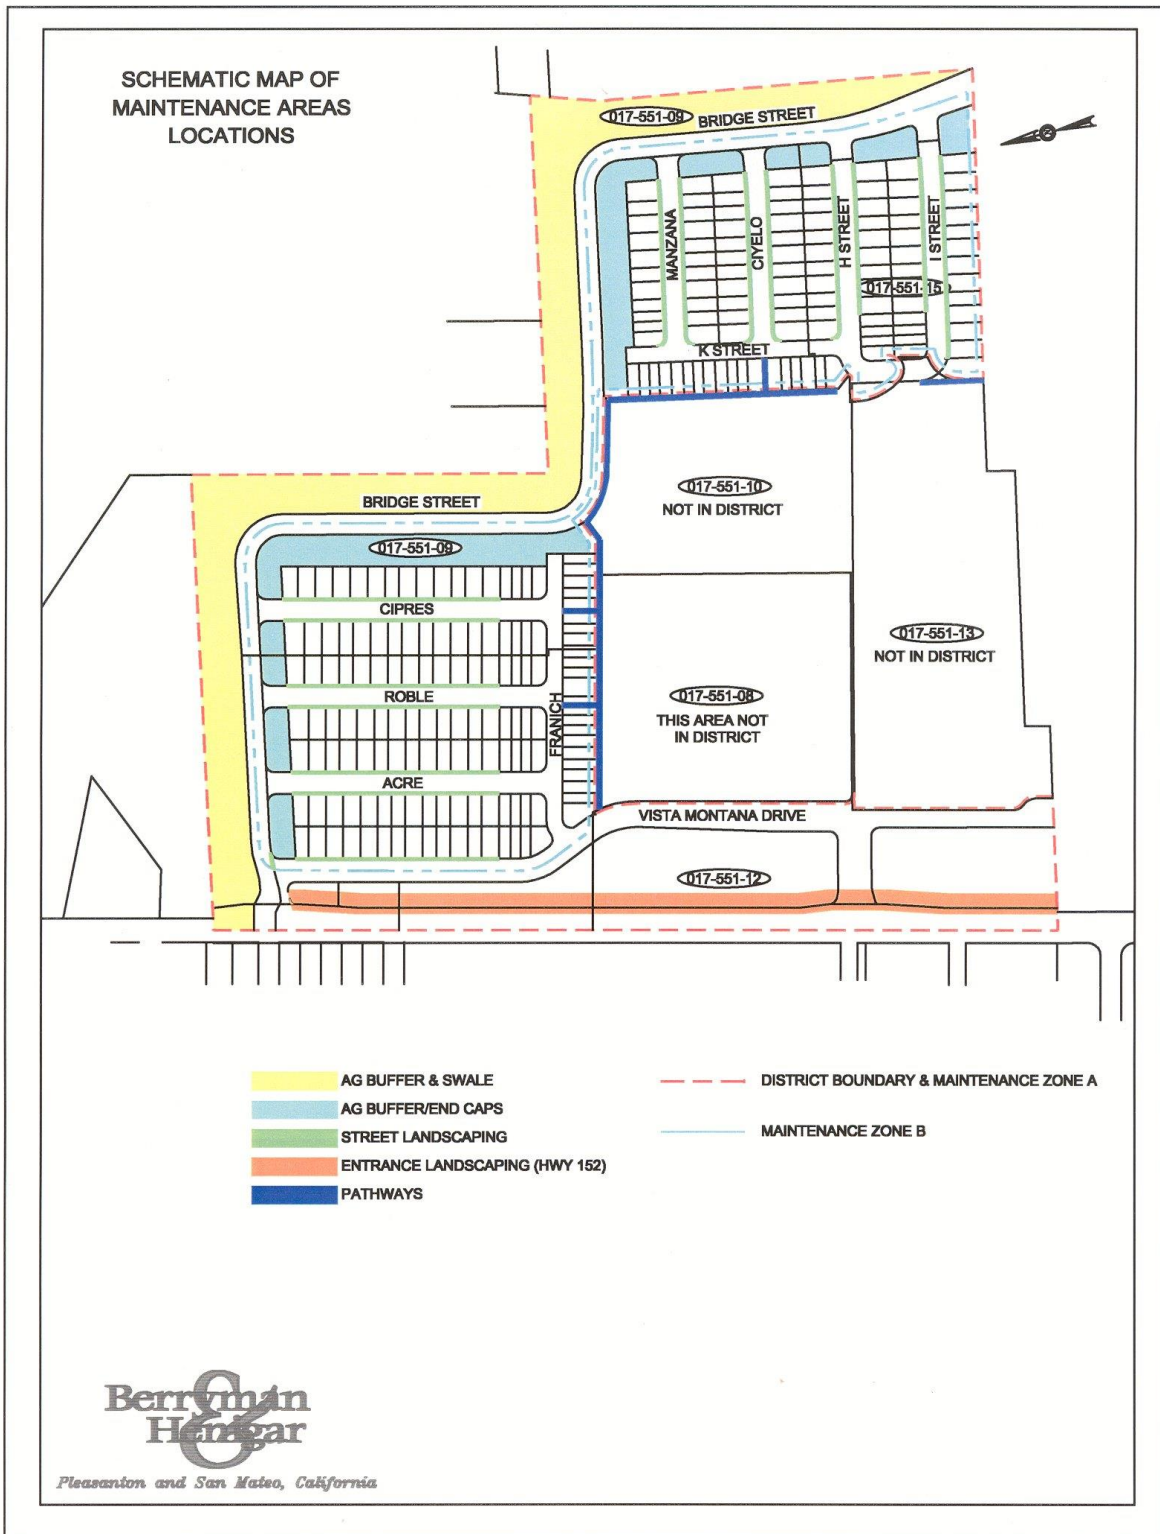 SCHEMATIC MAP OF
MAINTENANCE AREAS
LOCATIONS
017-551-09
BRIDGE STREET
MANZANA
CIYELO
H STREET
I STREET
017-551-15
K STREET
017-551-10
NOT IN DISTRICT
BRIDGE STREET
017-551-09
CIPRES
017-551-13
NOT IN DISTRICT
ROBLE
FRANICH
017-551-08
THIS AREA NOT
IN DISTRICT
ACRE
VISTA MONTANA DRIVE
017-551-12
AG BUFFER & SWALE
AG BUFFER/END CAPS
STREET LANDSCAPING
ENTRANCE LANDSCAPING (HWY 152)
PATHWAYS
DISTRICT BOUNDARY & MAINTENANCE ZONE A
MAINTENANCE ZONE B
Berryman
&
Henigar
Pleasanton and San Mateo, California